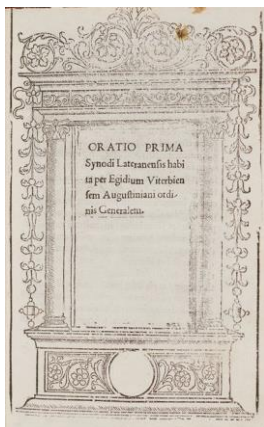 ORATIO PRIMA
Synodi Lateranensis habi
ta per Egidium Viterbien
sem Augustiniani ordi-
nis Generalem.